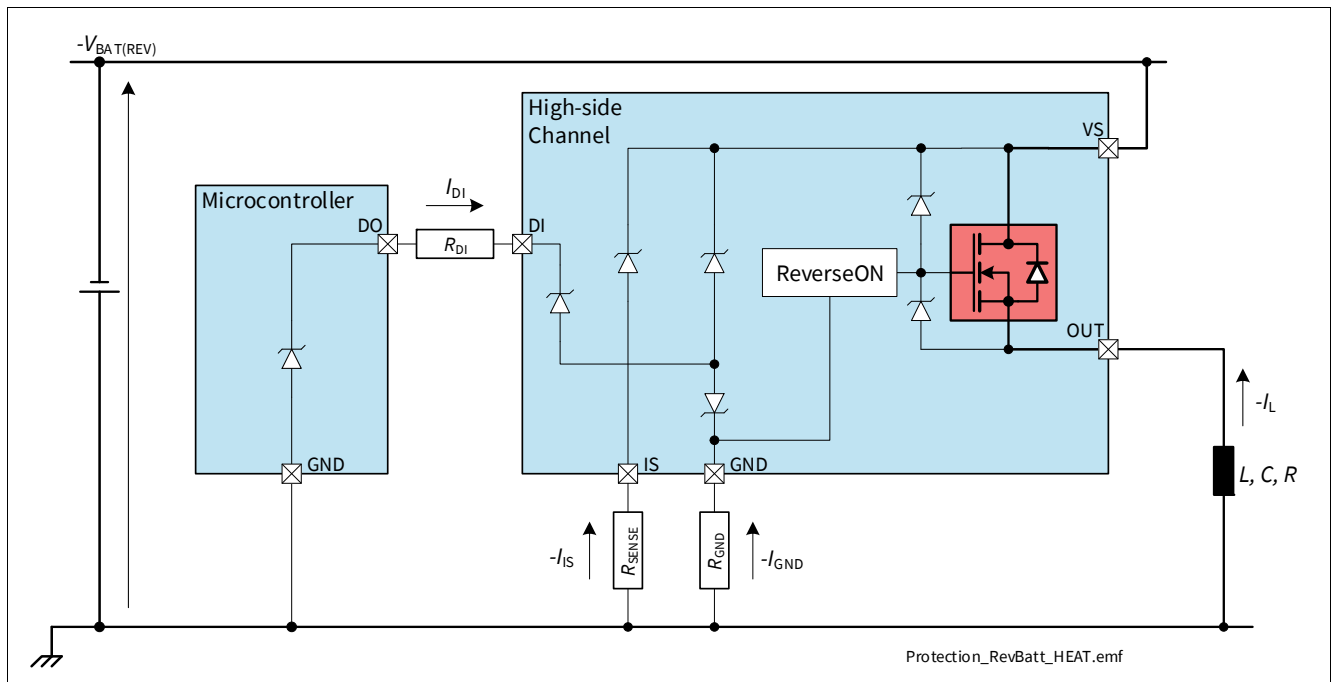 -VBAT(REV)
High-side
Channel
VS
Microcontroller
IDI
DO
RDI
DI
ReverseON
OUT
-IL
GND
IS
GND
L, C, R
-IIS
RSENSE
RGND
-IGND
Protection_RevBatt_HEAT.emf